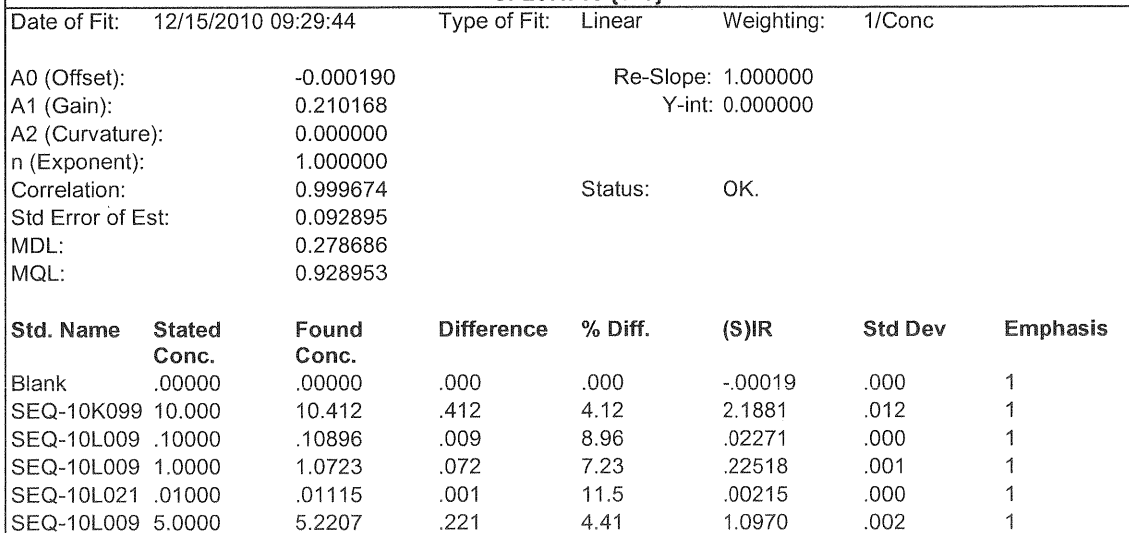 Date of Fit: 12/15/2010 09:29:44 Type of Fit: Linear Weighting: 1/Conc
A0 (Offset): -0.000190 Re-Slope: 1.000000
A1 (Gain): 0.210168 Y-int: 0.000000
A2 (Curvature): 0.000000
n (Exponent): 1.000000
Correlation: 0.999674 Status: OK.
Std Error of Est: 0.092895
MDL: 0.278686
MQL: 0.928953
Std. Name Stated Found Difference % Diff. (S)IR Std Dev Emphasis
Conc. Conc.
Blank .00000 .00000 .000 .000 -.00019 .000 1
SEQ-10K099 10.000 10.412 .412 4.12 2.1881 .012 1
SEQ-10L009 .10000 .10896 .009 8.96 .02271 .000 1
SEQ-10L009 1.0000 1.0723 .072 7.23 .22518 .001 1
SEQ-10L021 .01000 .01115 .001 11.5 .00215 .000 1
SEQ-10L009 5.0000 5.2207 .221 4.41 1.0970 .002 1